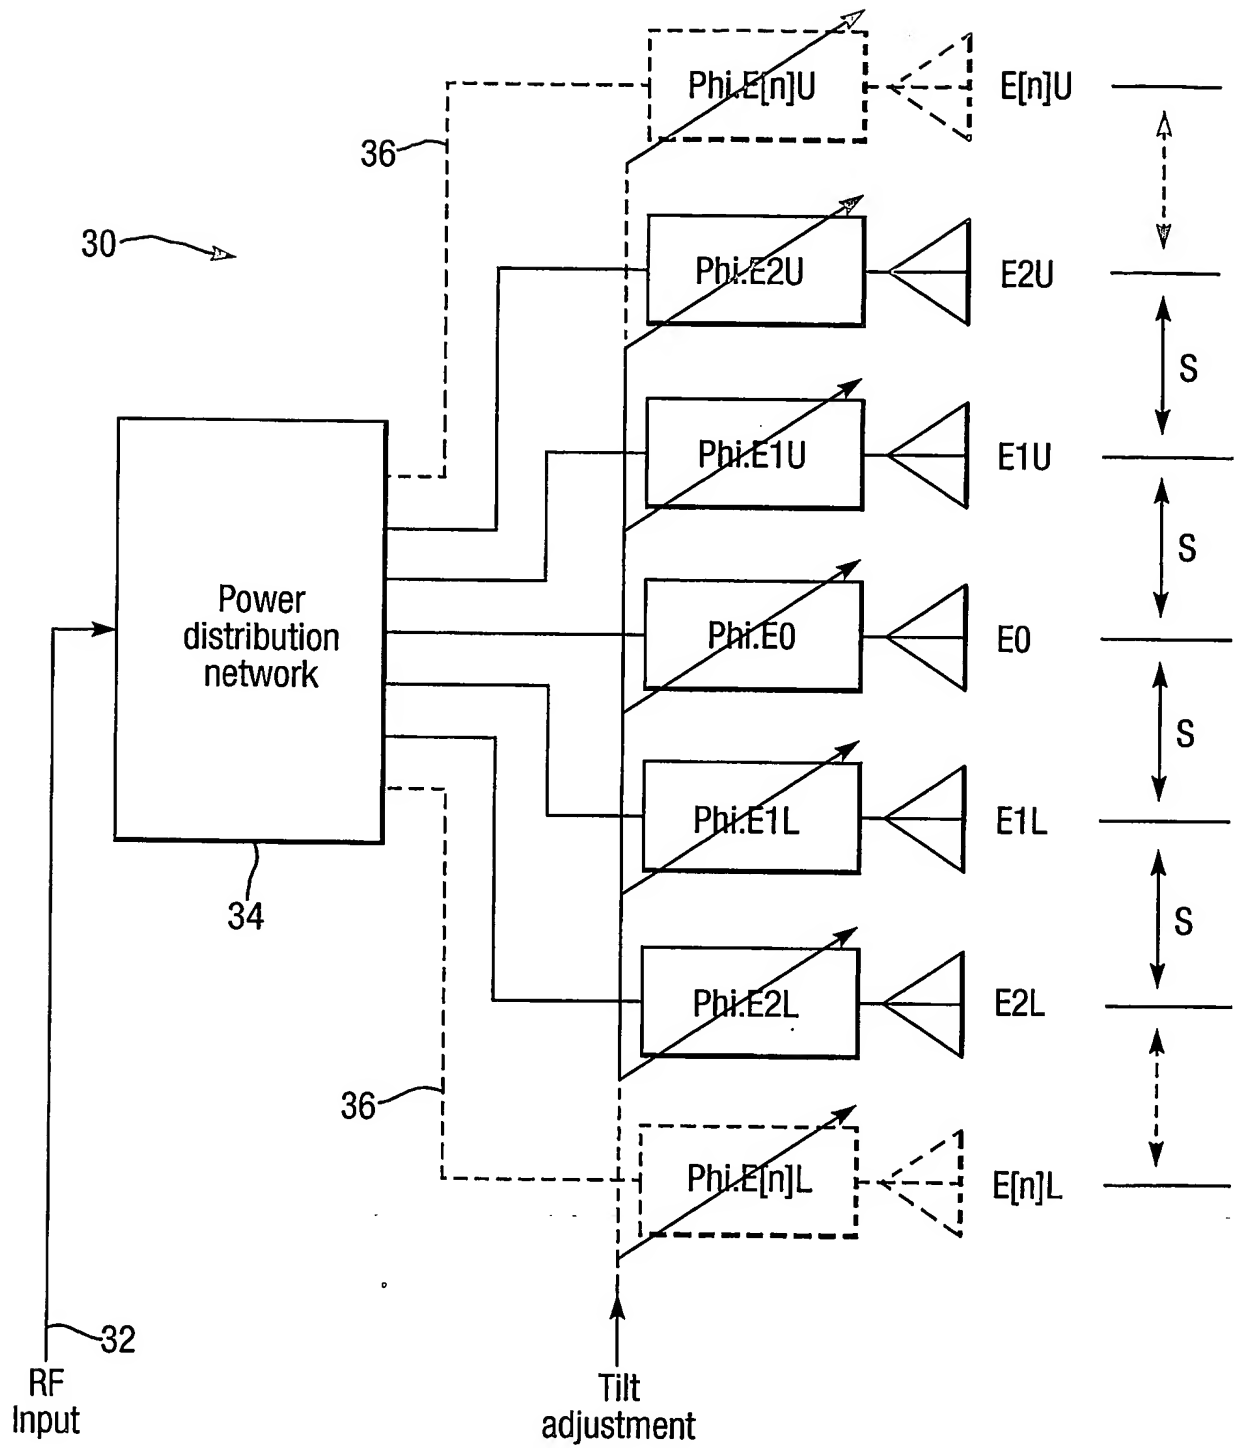 Phi.E[n]U
E[n]U
36
30
Phi.E2U
E2U
S
Phi.E1U
E1U
S
Power
distribution
network
Phi.E0
E0
S
Phi.E1L
E1L
34
S
Phi.E2L
E2L
36
Phi.E[n]L
E[n]L
32
RF
Input
Tilt
adjustment